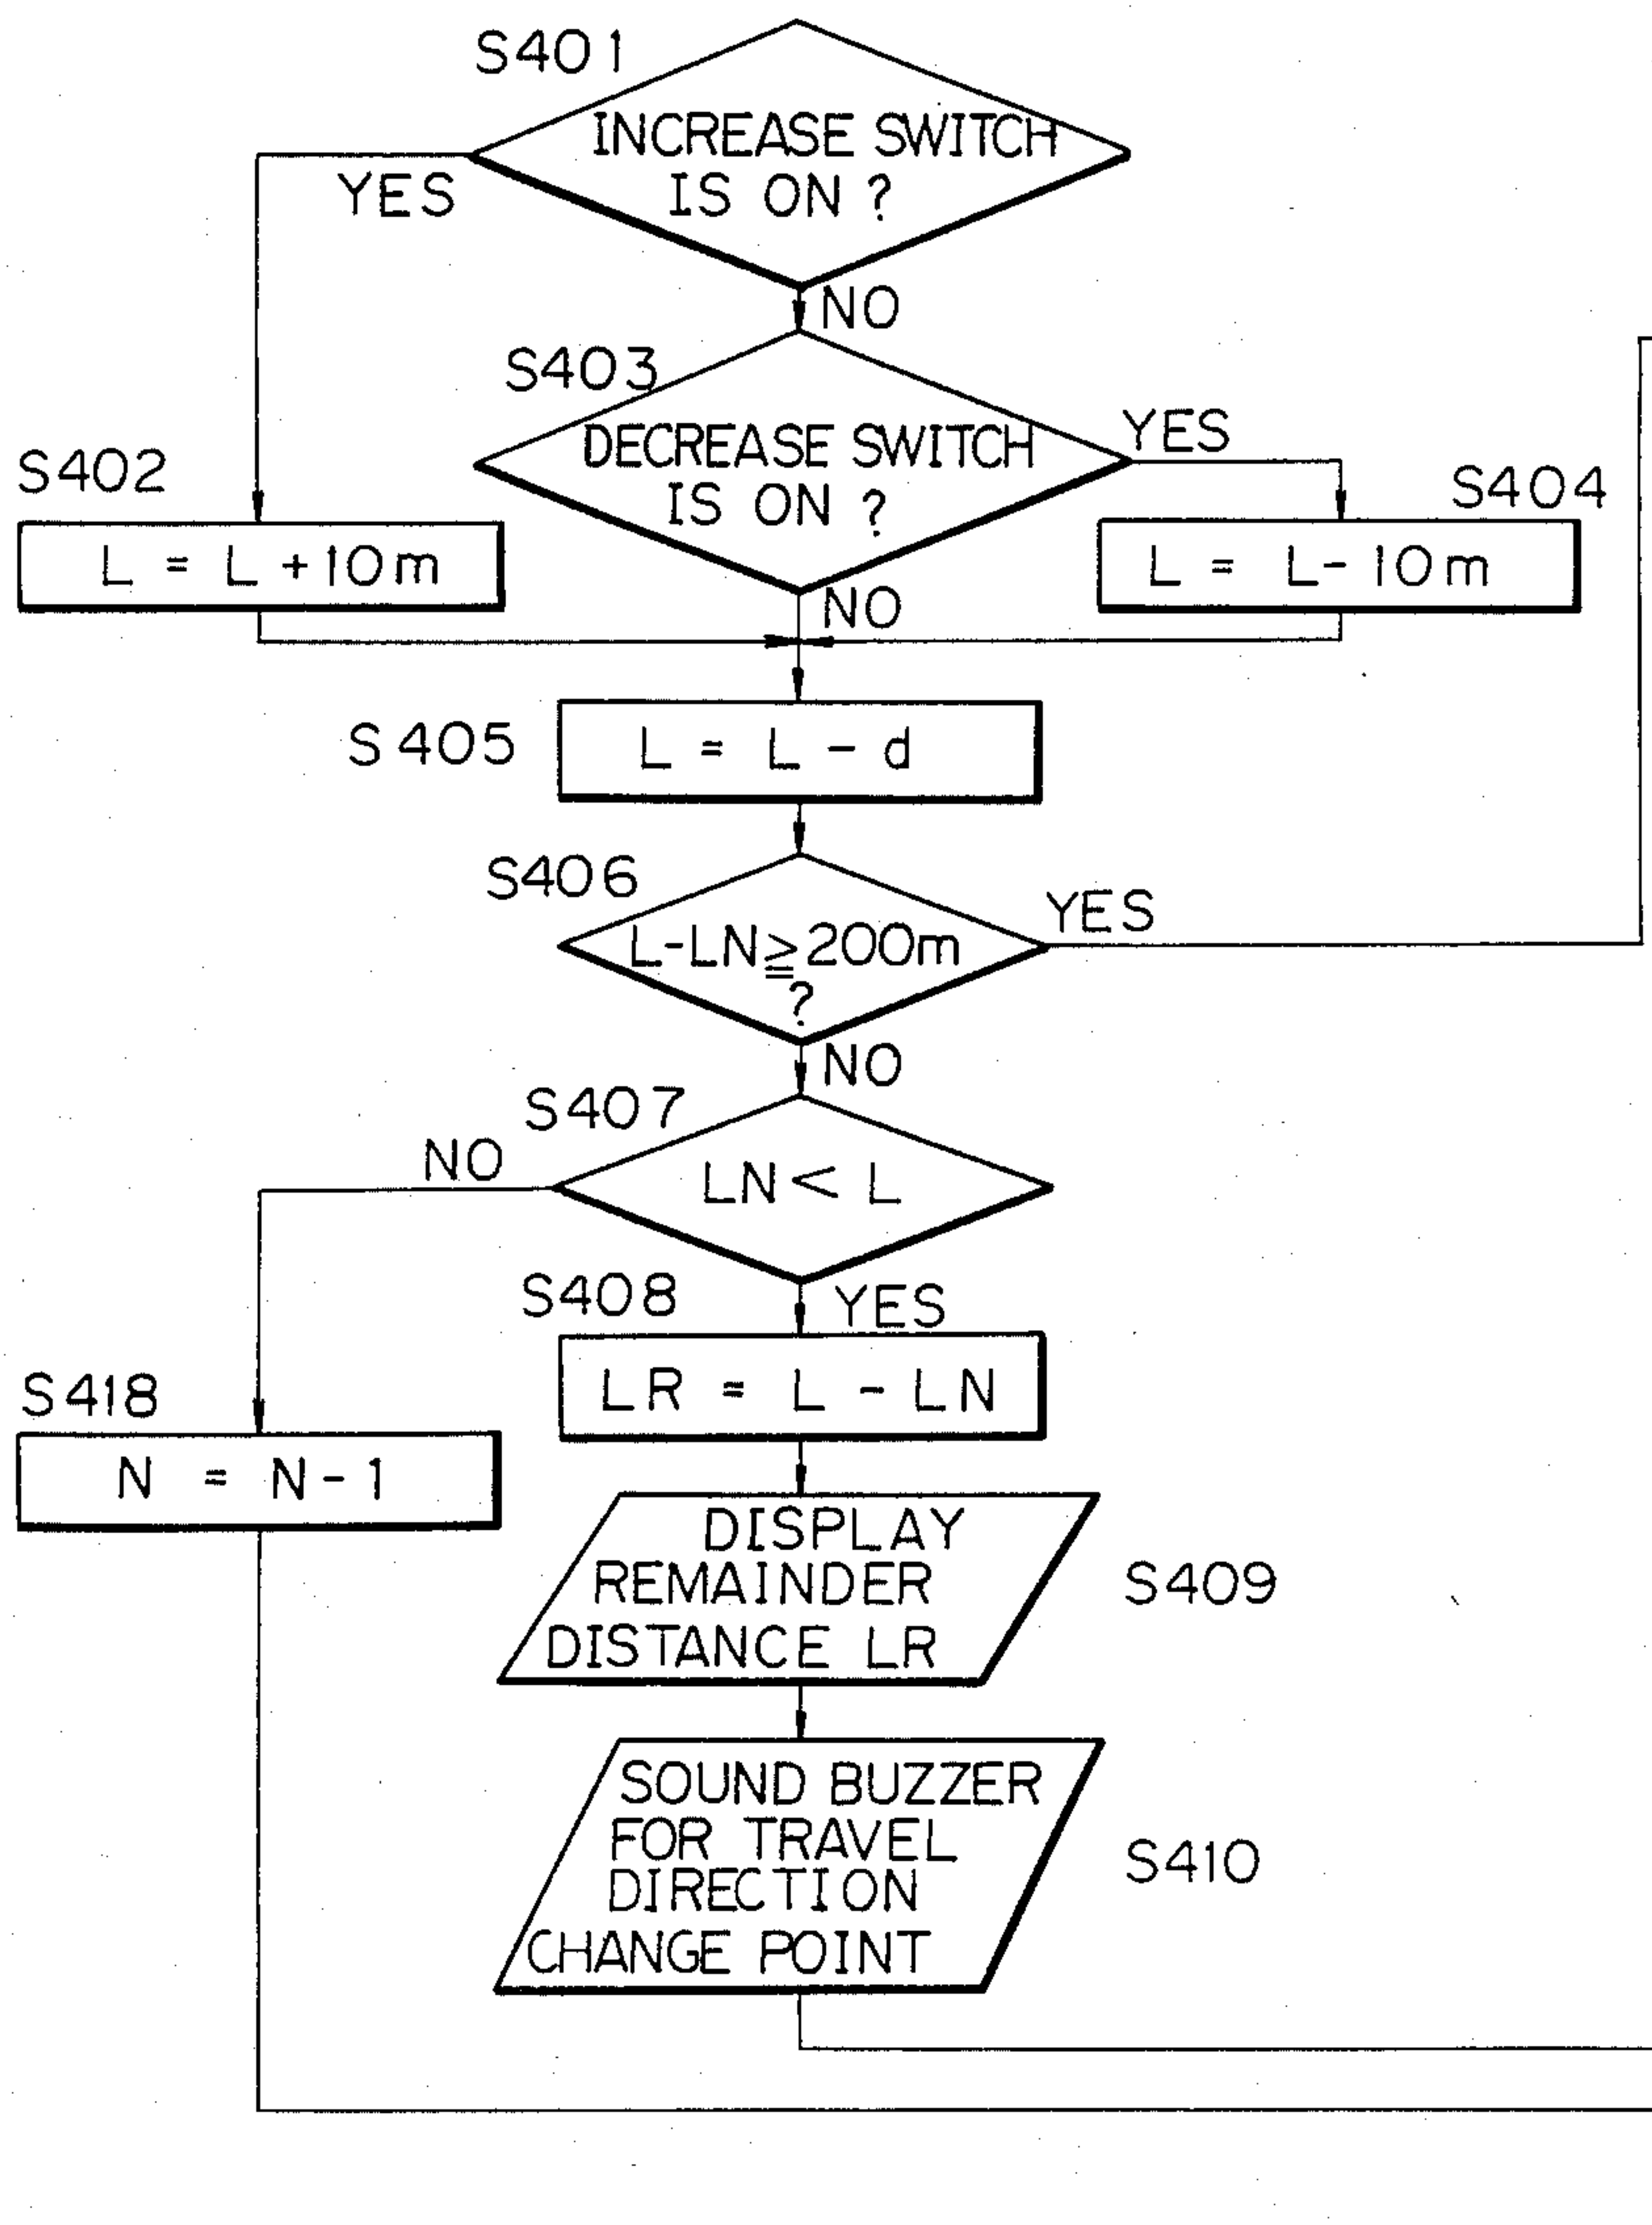 S401
INCREASE SWITCH
IS ON ?
YES
NO
S403
DECREASE SWITCH
IS ON ?
YES
S402
L = L + 10m
S404
L = L - 10m
NO
S405
L = L - d
S406
L-LN≧200m
?
YES
NO
S407
LN < L
NO
YES
S408
LR = L - LN
S418
N = N - 1
DISPLAY
REMAINDER
DISTANCE LR
S409
SOUND BUZZER
FOR TRAVEL
DIRECTION
CHANGE POINT
S410